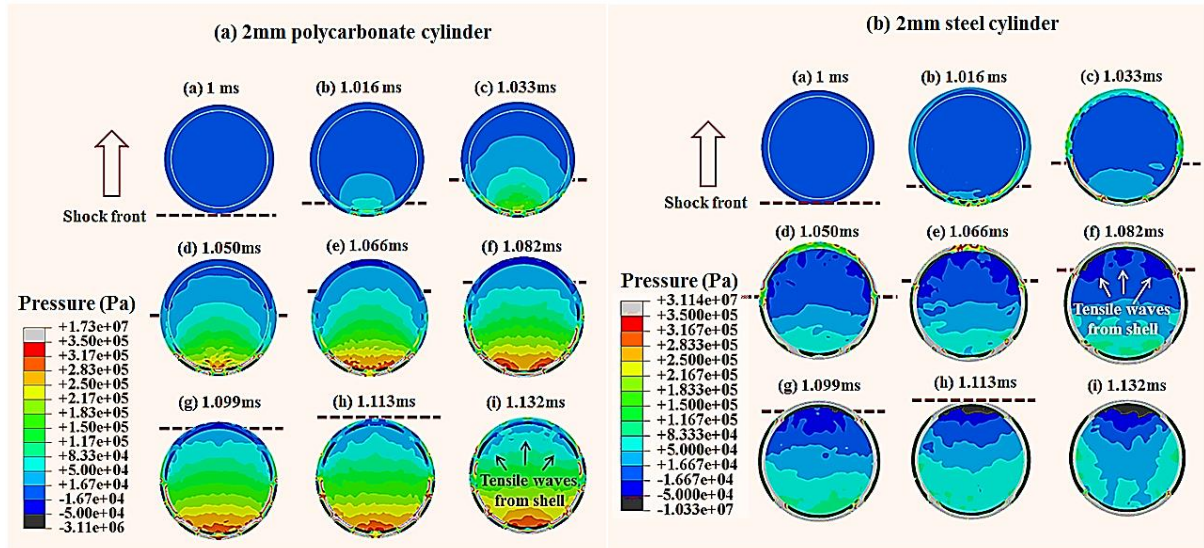 (a) 2mm polycarbonate cylinder
(a) 1 ms
(b) 1.016 ms
(c) 1.033ms
Shock front
(d) 1.050ms
(e) 1.066ms
(f) 1.082ms
Pressure (Pa)
+1.73e+07
+3.50e+05
+3.17e+05
+2.83e+05
+2.50e+05
+2.17e+05
+1.83e+05
+1.50e+05
+1.17e+05
+8.33e+04
+5.00e+04
+1.67e+04
-1.67e+04
-5.00e+04
-3.11e+06
(g) 1.099ms
(h) 1.113ms
(i) 1.132ms
Tensile waves
from shell
(b) 2mm steel cylinder
(a) 1 ms
(b) 1.016 ms
(c) 1.033ms
Shock front
(d) 1.050ms
(e) 1.066ms
(f) 1.082ms
Tensile waves
from shell
Pressure (Pa)
+3.114e+07
+3.500e+05
+3.167e+05
+2.833e+05
+2.500e+05
+2.167e+05
+1.833e+05
+1.500e+05
+1.167e+05
+8.333e+04
+5.000e+04
+1.667e+04
-1.667e+04
-5.000e+04
-1.033e+07
(g) 1.099ms
(h) 1.113ms
(i) 1.132ms